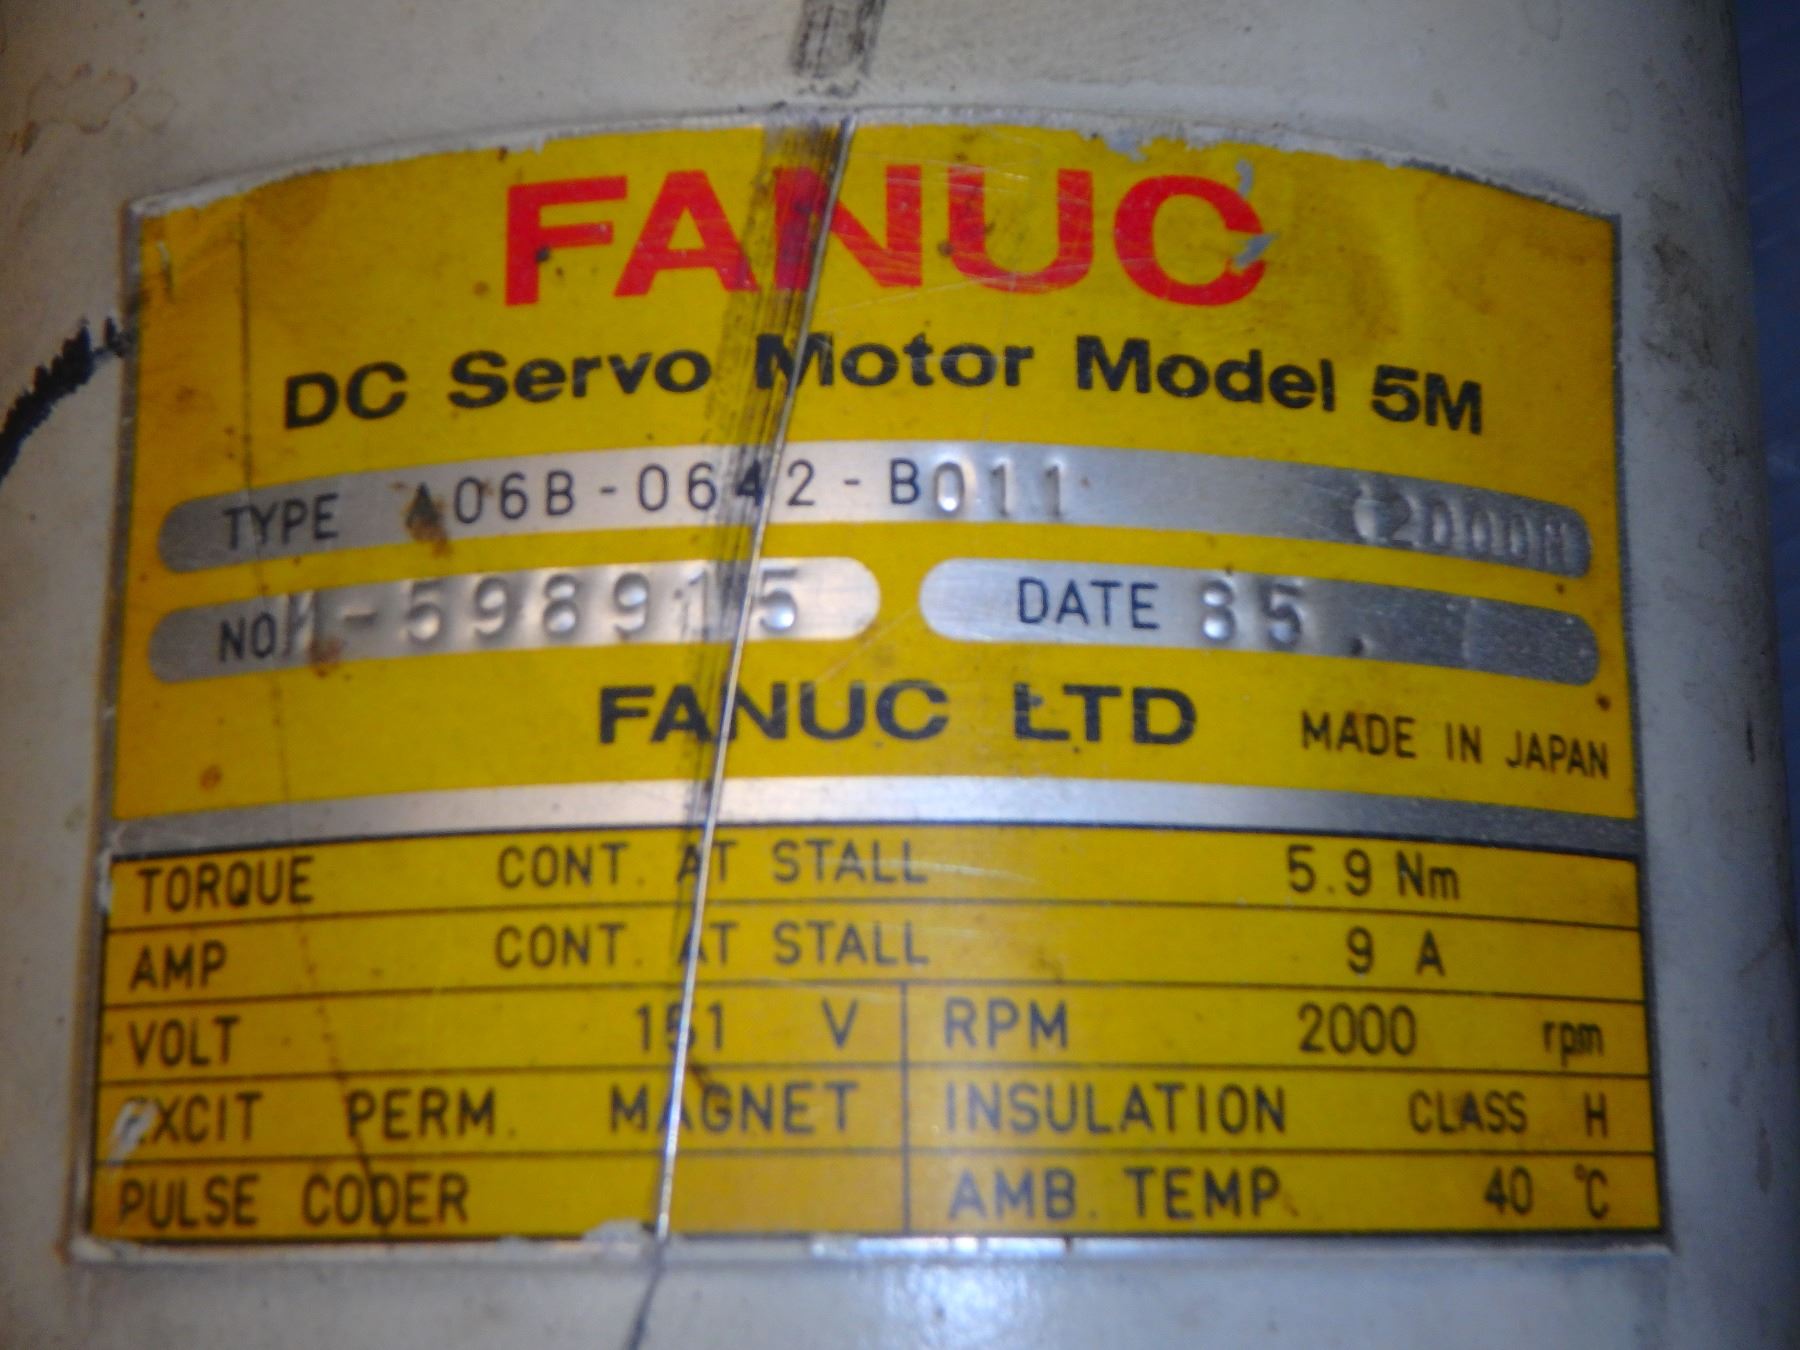 FANUC
DC Servo Motor Model 5M
TYPE A06B-0642-B011 2000
NO M-598915 DATE 85.
FANUC LTD MADE IN JAPAN
TORQUE CONT. AT STALL 5.9 Nm
AMP CONT. AT STALL 9 A
VOLT 151 V RPM 2000 rpm
EXCIT PERM. MAGNET INSULATION CLASS H
PULSE CODER AMB. TEMP. 40 ℃